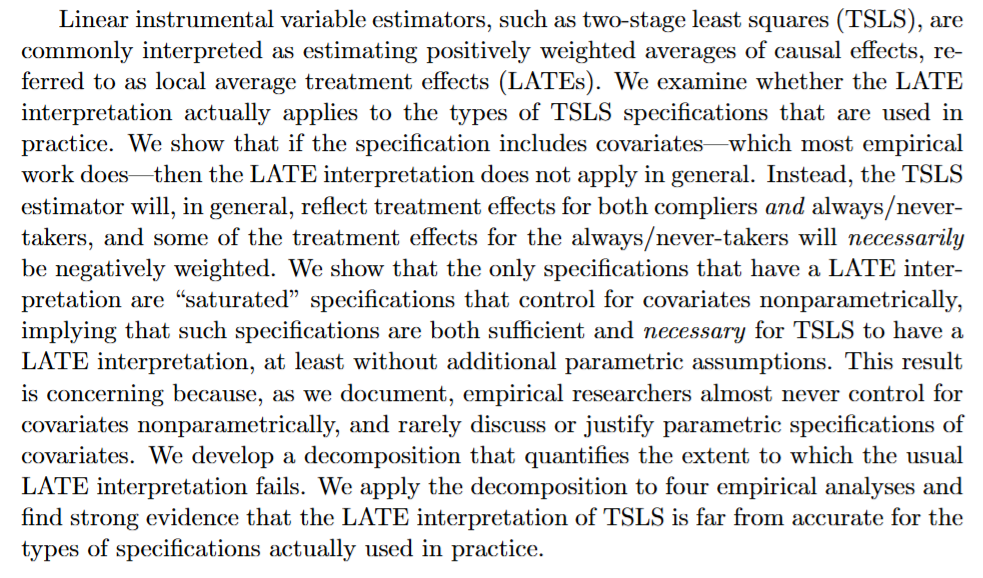 Linear instrumental variable estimators, such as two-stage least squares (TSLS), are
commonly interpreted as estimating positively weighted averages of causal effects, re-
ferred to as local average treatment effects (LATEs). We examine whether the LATE
interpretation actually applies to the types of TSLS specifications that are used in
practice. We show that if the specification includes covariates—which most empirical
work does—then the LATE interpretation does not apply in general. Instead, the TSLS
estimator will, in general, reflect treatment effects for both compliers and always/never-
takers, and some of the treatment effects for the always/never-takers will necessarily
be negatively weighted. We show that the only specifications that have a LATE inter-
pretation are “saturated” specifications that control for covariates nonparametrically,
implying that such specifications are both sufficient and necessary for TSLS to have a
LATE interpretation, at least without additional parametric assumptions. This result
is concerning because, as we document, empirical researchers almost never control for
covariates nonparametrically, and rarely discuss or justify parametric specifications of
covariates. We develop a decomposition that quantifies the extent to which the usual
LATE interpretation fails. We apply the decomposition to four empirical analyses and
find strong evidence that the LATE interpretation of TSLS is far from accurate for the
types of specifications actually used in practice.